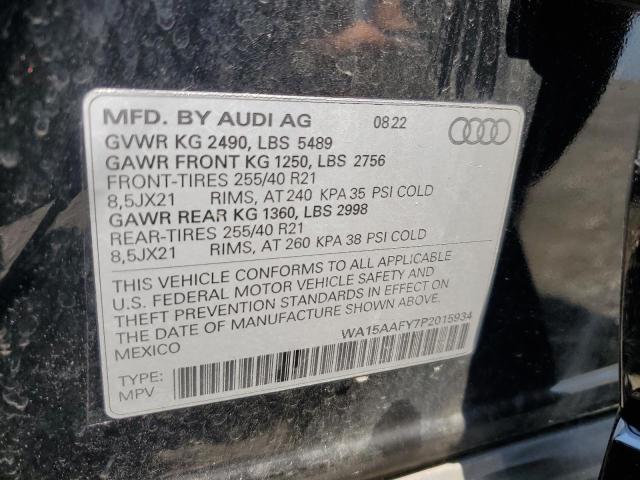 MFD. BY AUDI AG 08.22
GVWR KG 2490, LBS 5489
GAWR FRONT KG 1250, LBS 2756
FRONT-TIRES 255/40 R21
8,5JX21 RIMS, AT 240 KPA 35 PSI COLD
GAWR REAR KG 1360, LBS 2998
REAR-TIRES 255/40 R21
8,5JX21 RIMS, AT 260 KPA 38 PSI COLD
THIS VEHICLE CONFORMS TO ALL APPLICABLE
U.S. FEDERAL MOTOR VEHICLE SAFETY AND
THEFT PREVENTION STANDARDS IN EFFECT ON
THE DATE OF MANUFACTURE SHOWN ABOVE.
MEXICO WA15AAFY7P2015934
TYPE:
MPV